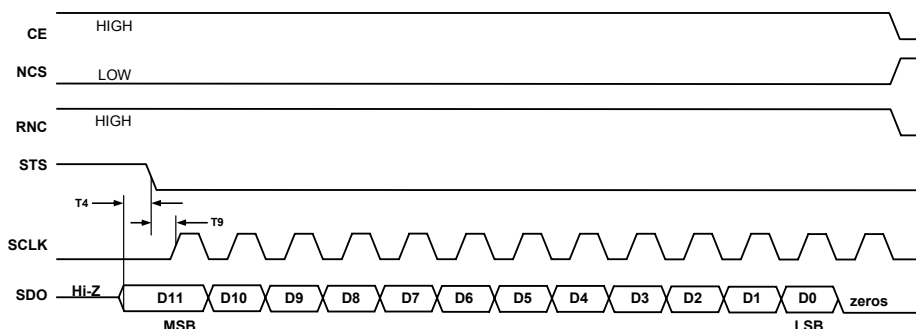 CE HIGH
NCS LOW
RNC HIGH
STS
T4
T9
SCLK
SDO Hi-Z D11 D10 D9 D8 D7 D6 D5 D4 D3 D2 D1 D0 zeros
MSB LSB